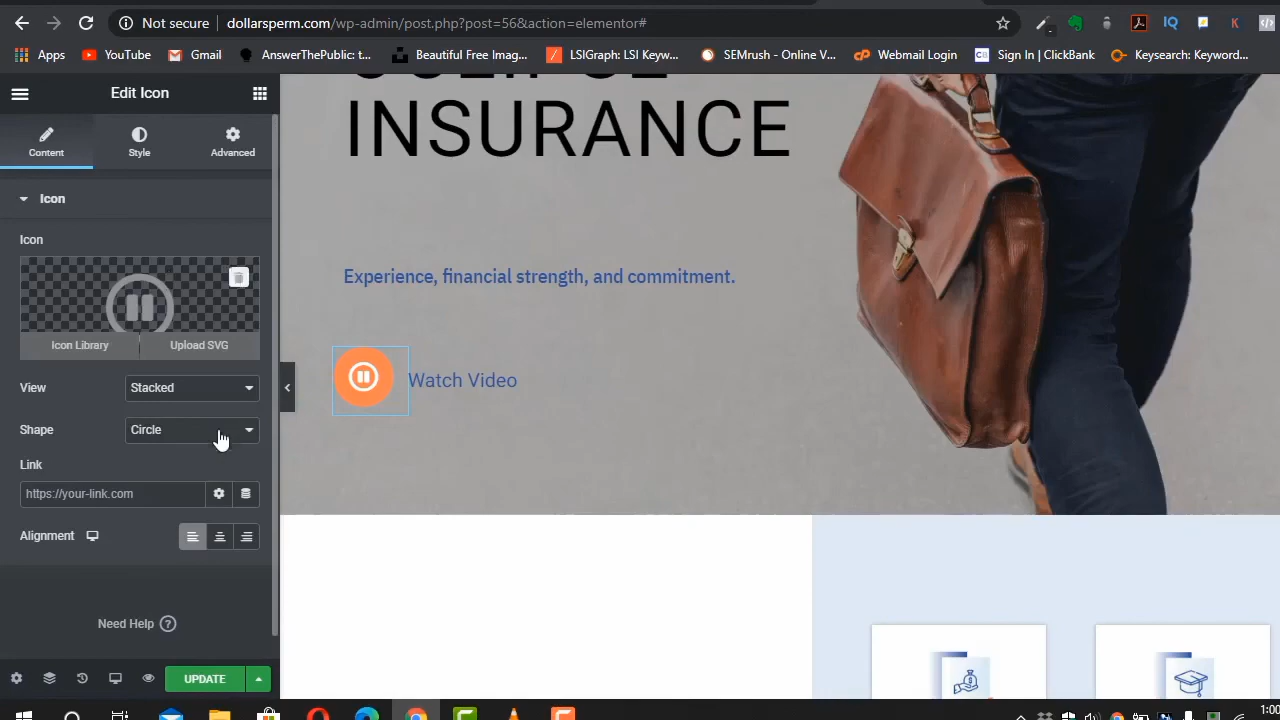 Not secure dollarsperm.com/wp-admin/post.php?post=56&action=elementor#
Apps YouTube Gmail AnswerThePublic: t... Beautiful Free Imag... LSIGraph: LSI Keyw... SEMrush - Online V... Webmail Login Sign In | ClickBank Keysearch: Keyword...
Edit Icon
Content Style Advanced
Icon
Icon
Icon Library Upload SVG
View Stacked
Shape Circle
Link
https://your-link.com
Alignment
Need Help ?
UPDATE
INSURANCE
Experience, financial strength, and commitment.
Watch Video
1:00